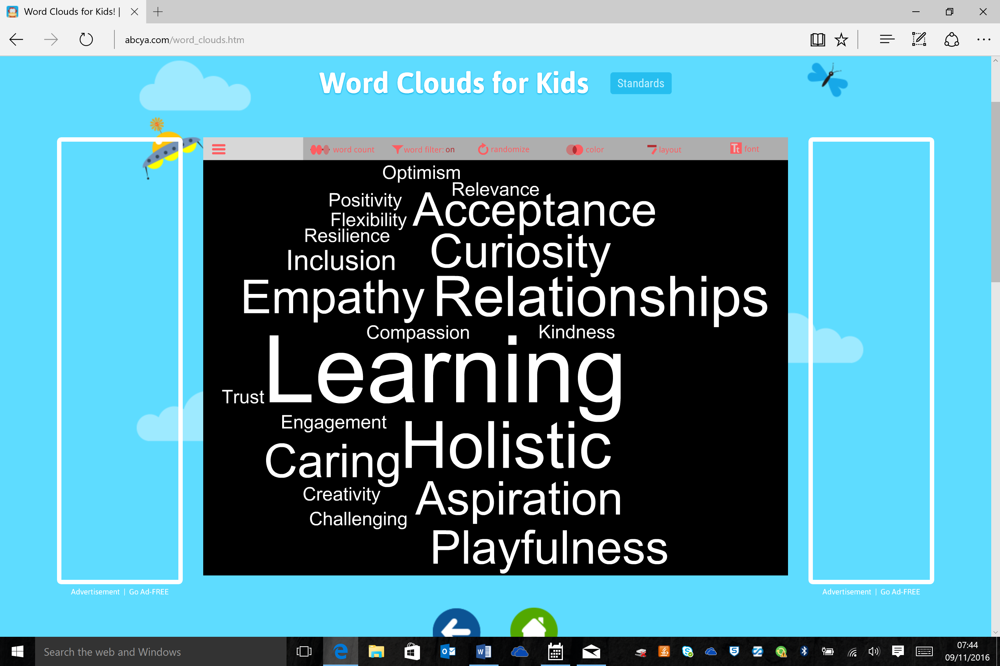 Word Clouds for Kids! |
abcya.com/word_clouds.htm
Word Clouds for Kids
Standards
word count
word filter: on
randomize
color
layout
Tt font
Optimism
Relevance
Positivity
Acceptance
Flexibility
Resilience
Curiosity
Inclusion
Empathy
Relationships
Compassion
Kindness
Learning
Trust
Engagement
Holistic
Caring
Creativity
Aspiration
Challenging
Playfulness
Advertisement | Go Ad-FREE
Advertisement | Go Ad-FREE
Search the web and Windows
07:44
09/11/2016